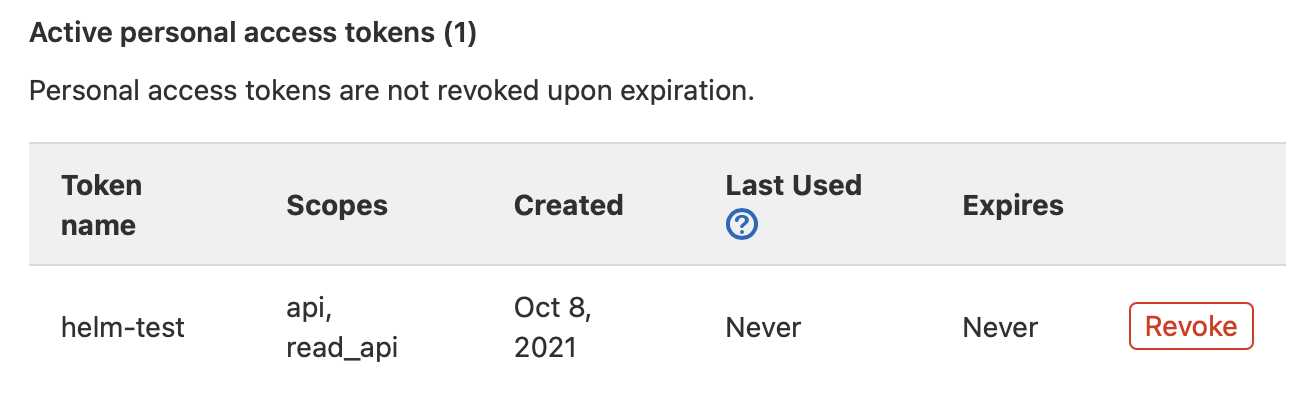 Active personal access tokens (1)
Personal access tokens are not revoked upon expiration.
Token name Scopes Created Last Used Expires
helm-test api, read_api Oct 8, 2021 Never Never Revoke